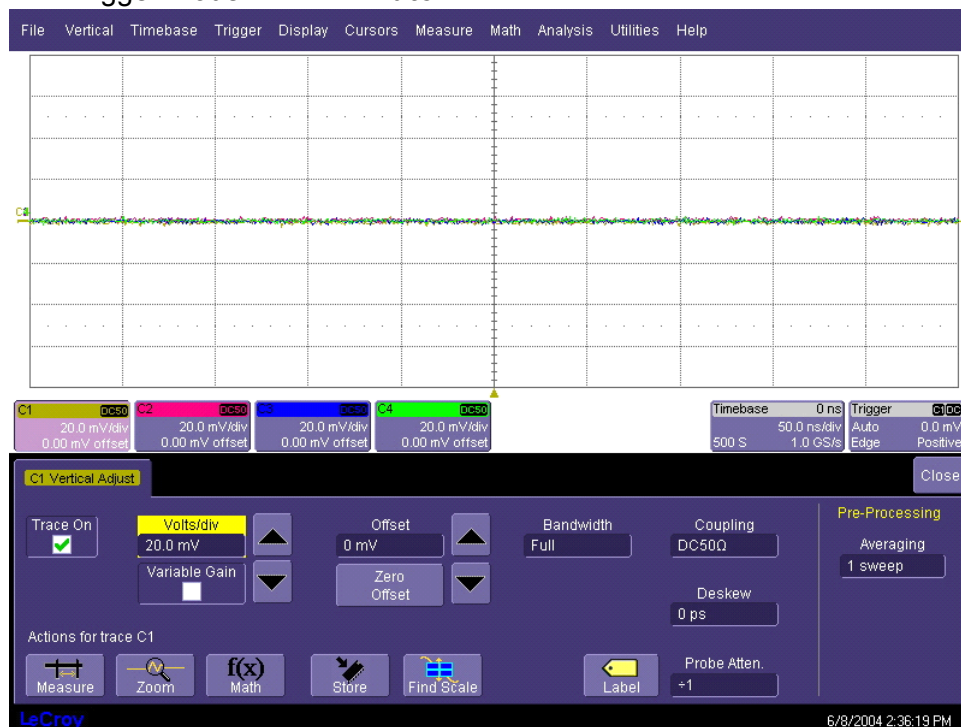 File Vertical Timebase Trigger Display Cursors Measure Math Analysis Utilities Help
C1 DC50 C2 DC50 C3 DC50 C4 DC50 Timebase 0 ns Trigger C1 DC
20.0 mV/div 20.0 mV/div 20.0 mV/div 20.0 mV/div 50.0 ns/div Auto 0.0 mV
0.00 mV offset 0.00 mV offset 0.00 mV offset 0.00 mV offset 500 S 1.0 GS/s Edge Positive
C1 Vertical Adjust Close
Trace On Volts/div Offset Bandwidth Coupling Pre-Processing
20.0 mV 0 mV Full DC50Ω Averaging
1 sweep
Variable Gain Zero Offset Deskew
0 ps
Actions for trace C1
Measure Zoom f(x) Math Store Find Scale Label Probe Atten.
÷1
LeCroy 6/8/2004 2:36:19 PM